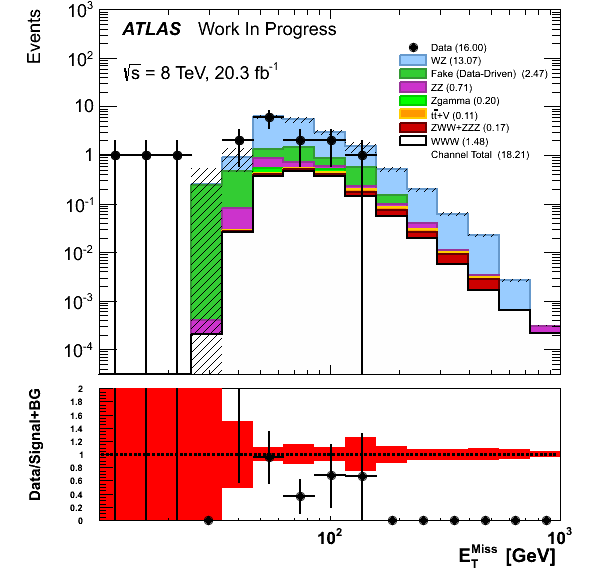 Events
10³
10²
10
1
10⁻¹
10⁻²
10⁻³
10⁻⁴
ATLAS Work In Progress
√s = 8 TeV, 20.3 fb⁻¹
Data (16.00)
WZ (13.07)
Fake (Data-Driven) (2.47)
ZZ (0.71)
Zgamma (0.20)
tt̄+V (0.11)
ZWW+ZZZ (0.17)
WWW (1.48)
Channel Total (18.21)
Data/Signal+BG
2
1.8
1.6
1.4
1.2
1
0.8
0.6
0.4
0.2
0
10²
10³
E_T^Miss [GeV]